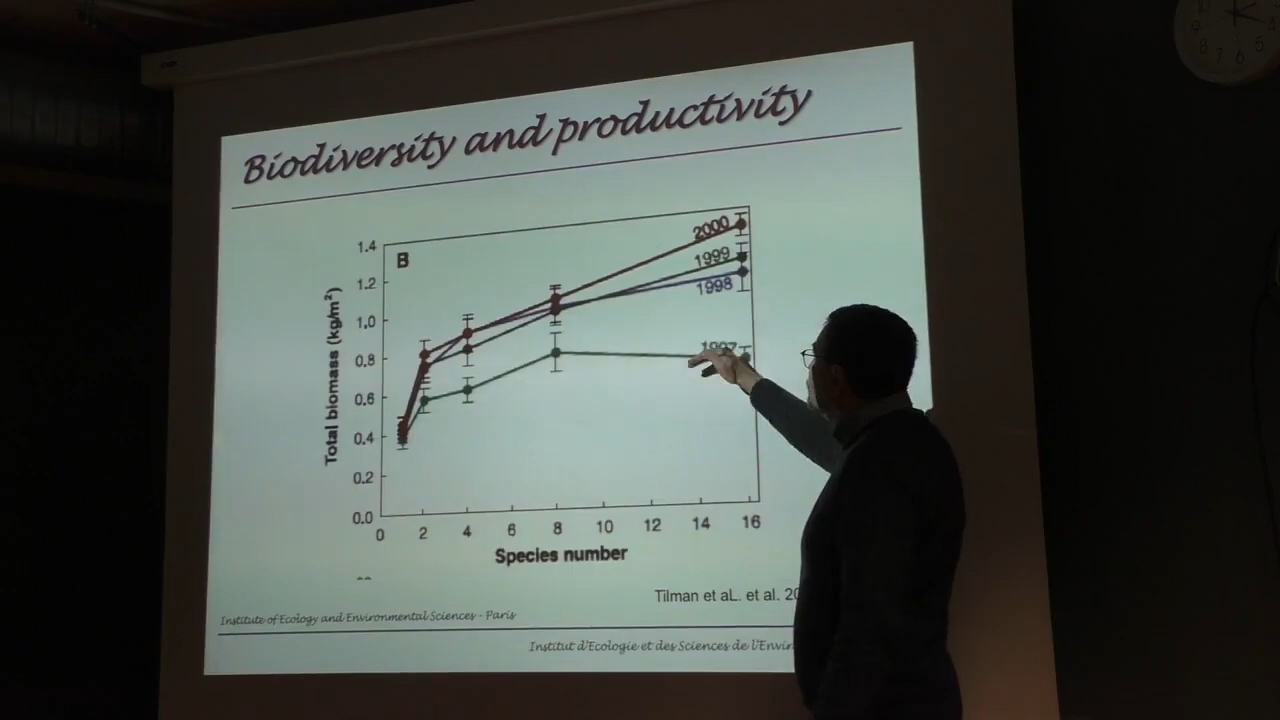 Biodiversity and productivity
B
2000
1999
1998
1997
1.4
1.2
1.0
0.8
0.6
0.4
0.2
0.0
Total biomass (kg/m²)
0 2 4 6 8 10 12 14 16
Species number
Tilman et aL. et al. 20
Institute of Ecology and Environmental Sciences - Paris
Institut d'Ecologie et des Sciences de l'Envir